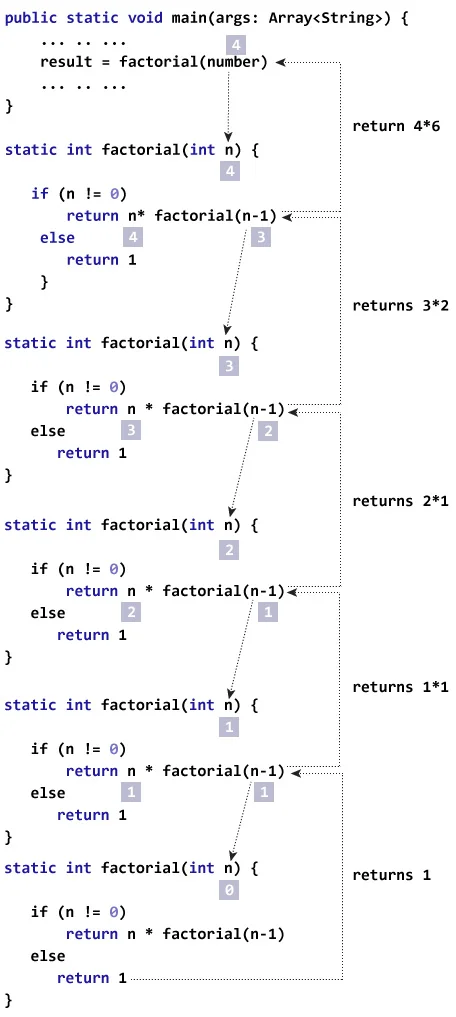 public static void main(args: Array<String>) {
... .. ...
4
result = factorial(number)
... .. ...
}
return 4*6
static int factorial(int n) {
4
if (n != 0)
return n* factorial(n-1)
else 4 3
return 1
}
}
returns 3*2
static int factorial(int n) {
3
if (n != 0)
return n * factorial(n-1)
else 3 2
return 1
}
returns 2*1
static int factorial(int n) {
2
if (n != 0)
return n * factorial(n-1)
else 2 1
return 1
}
returns 1*1
static int factorial(int n) {
1
if (n != 0)
return n * factorial(n-1)
else 1 1
return 1
}
static int factorial(int n) {
returns 1
0
if (n != 0)
return n * factorial(n-1)
else
return 1
}